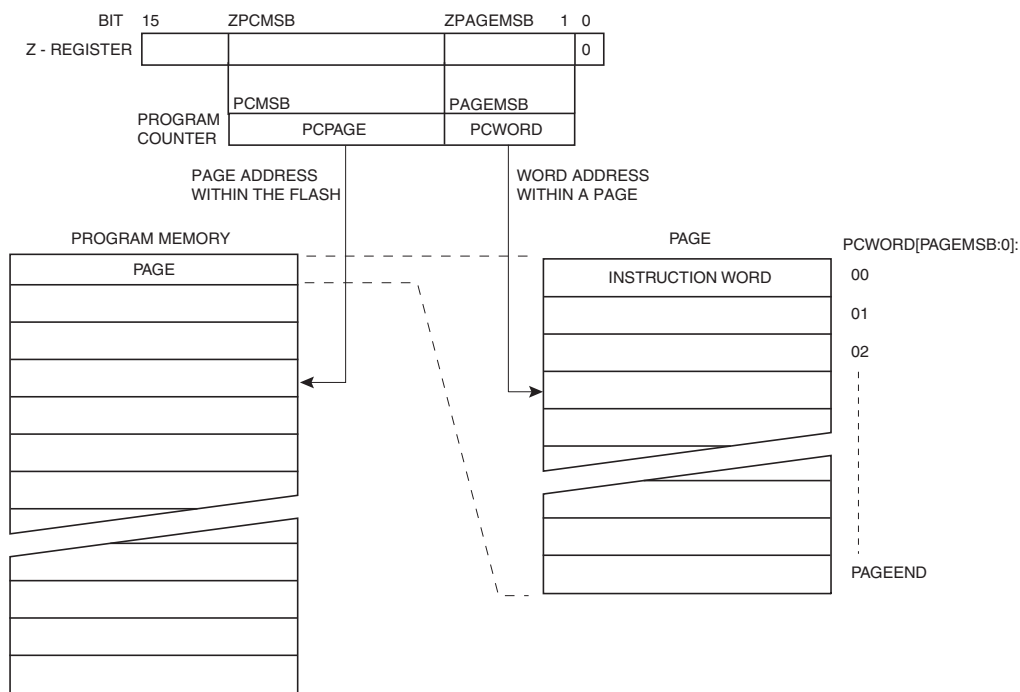 BIT 15 ZPCMSB ZPAGEMSB 1 0
Z - REGISTER 0
PCMSB PAGEMSB
PROGRAM
COUNTER
PCPAGE PCWORD
PAGE ADDRESS
WITHIN THE FLASH
WORD ADDRESS
WITHIN A PAGE
PROGRAM MEMORY
PAGE
PAGE
INSTRUCTION WORD
PCWORD[PAGEMSB:0]:
00
01
02
PAGEEND